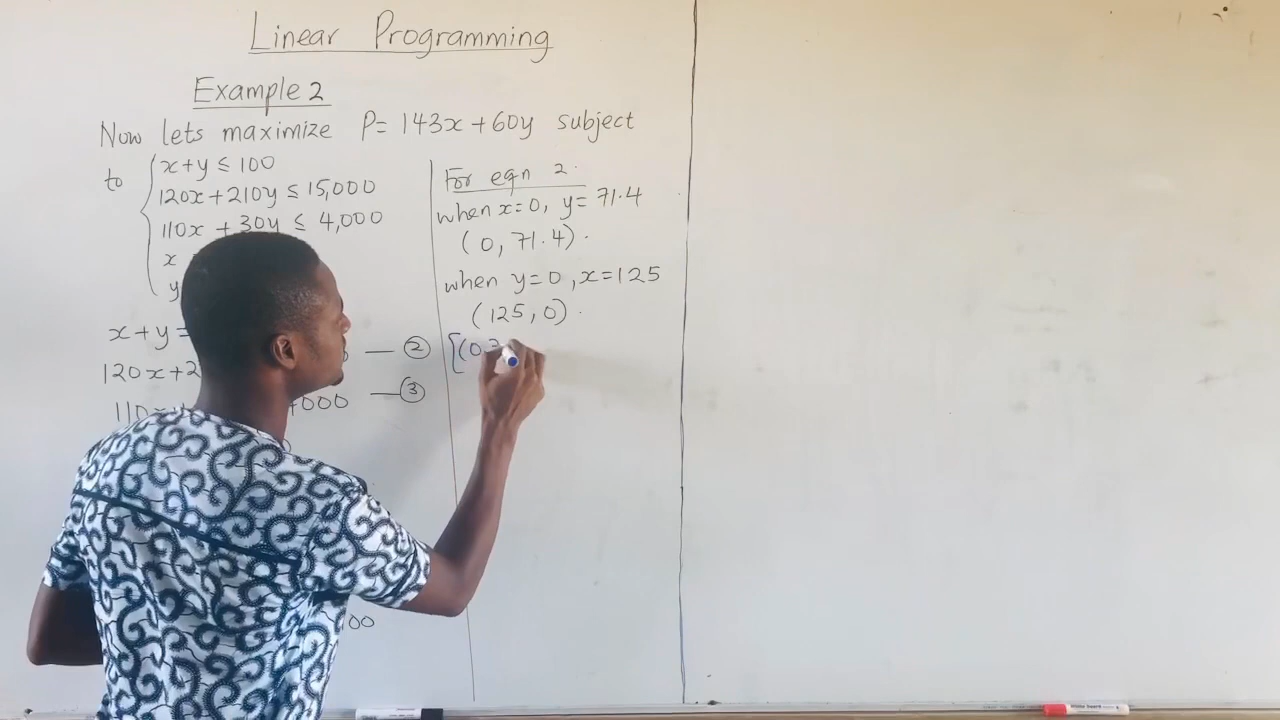 Linear Programming
Example 2
Now lets maximize P= 143x+60y subject
to
x+y ≤ 100
120x+210y ≤ 15,000
110x + 30y ≤ 4,000
x
y
x+y =
— ②
120x+2
— ③
000
00
For eqn 2.
when x=0, y= 71.4
(0, 71.4).
when y=0, x=125
(125, 0).
[(0,